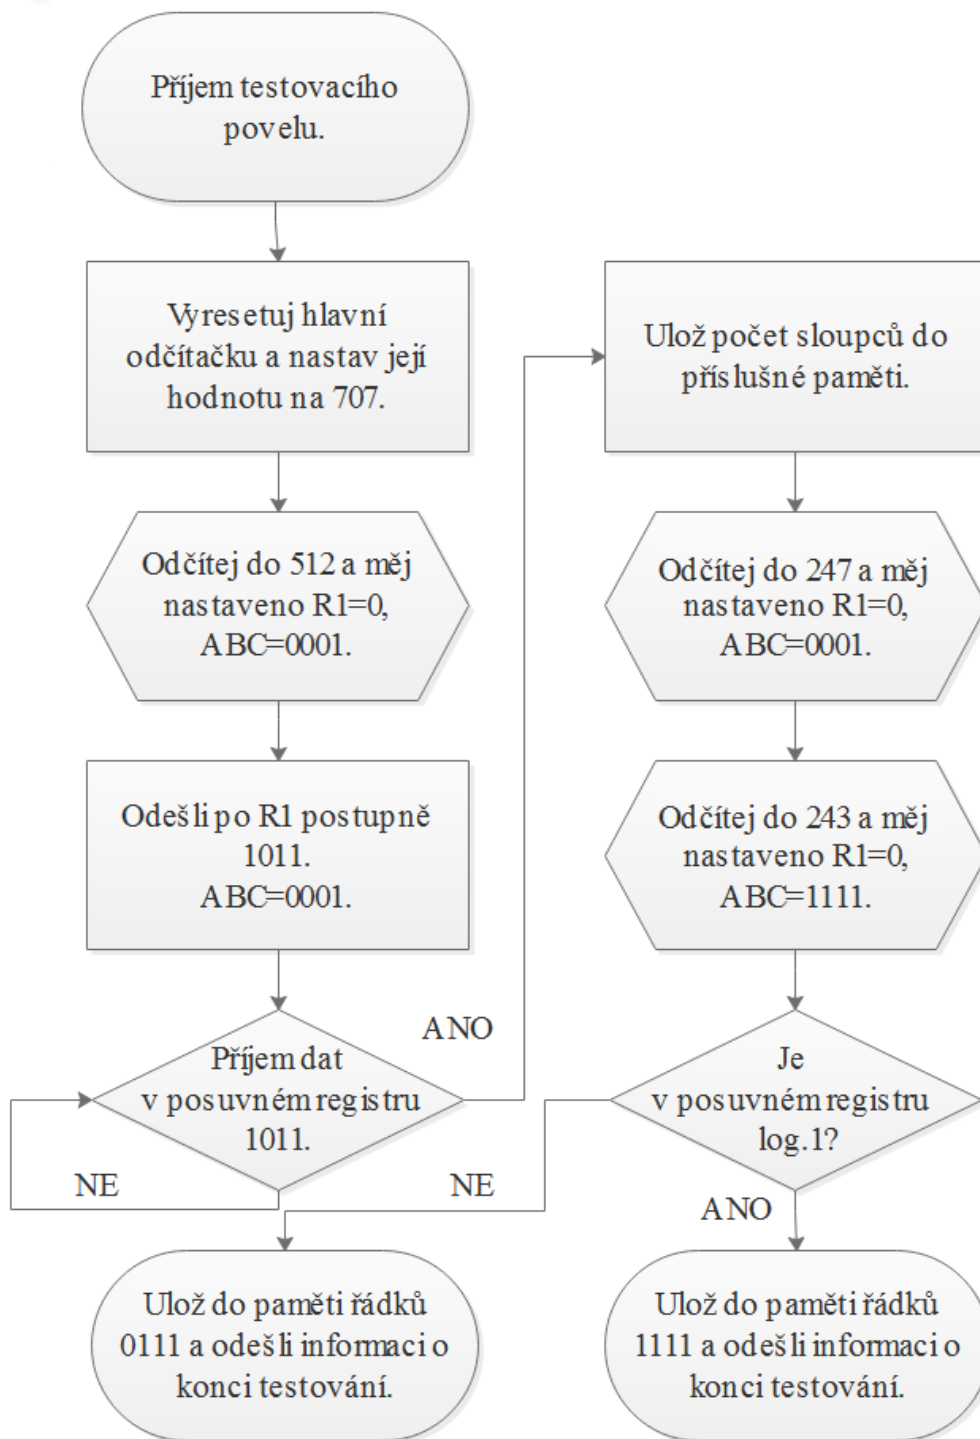 Příjem testovacího
povelu.
Vyresetuj hlavní
odčítačku a nastav její
hodnotu na 707.
Odčítej do 512 a měj
nastaveno R1=0,
ABC=0001.
Odešli po R1 postupně
1011.
ABC=0001.
Příjem dat
v posuvném registru
1011.
NE
ANO
Ulož počet sloupců do
příslušné paměti.
Odčítej do 247 a měj
nastaveno R1=0,
ABC=0001.
Odčítej do 243 a měj
nastaveno R1=0,
ABC=1111.
Je
v posuvném registru
log.1?
NE
ANO
Ulož do paměti řádků
0111 a odešli informaci o
konci testování.
Ulož do paměti řádků
1111 a odešli informaci o
konci testování.